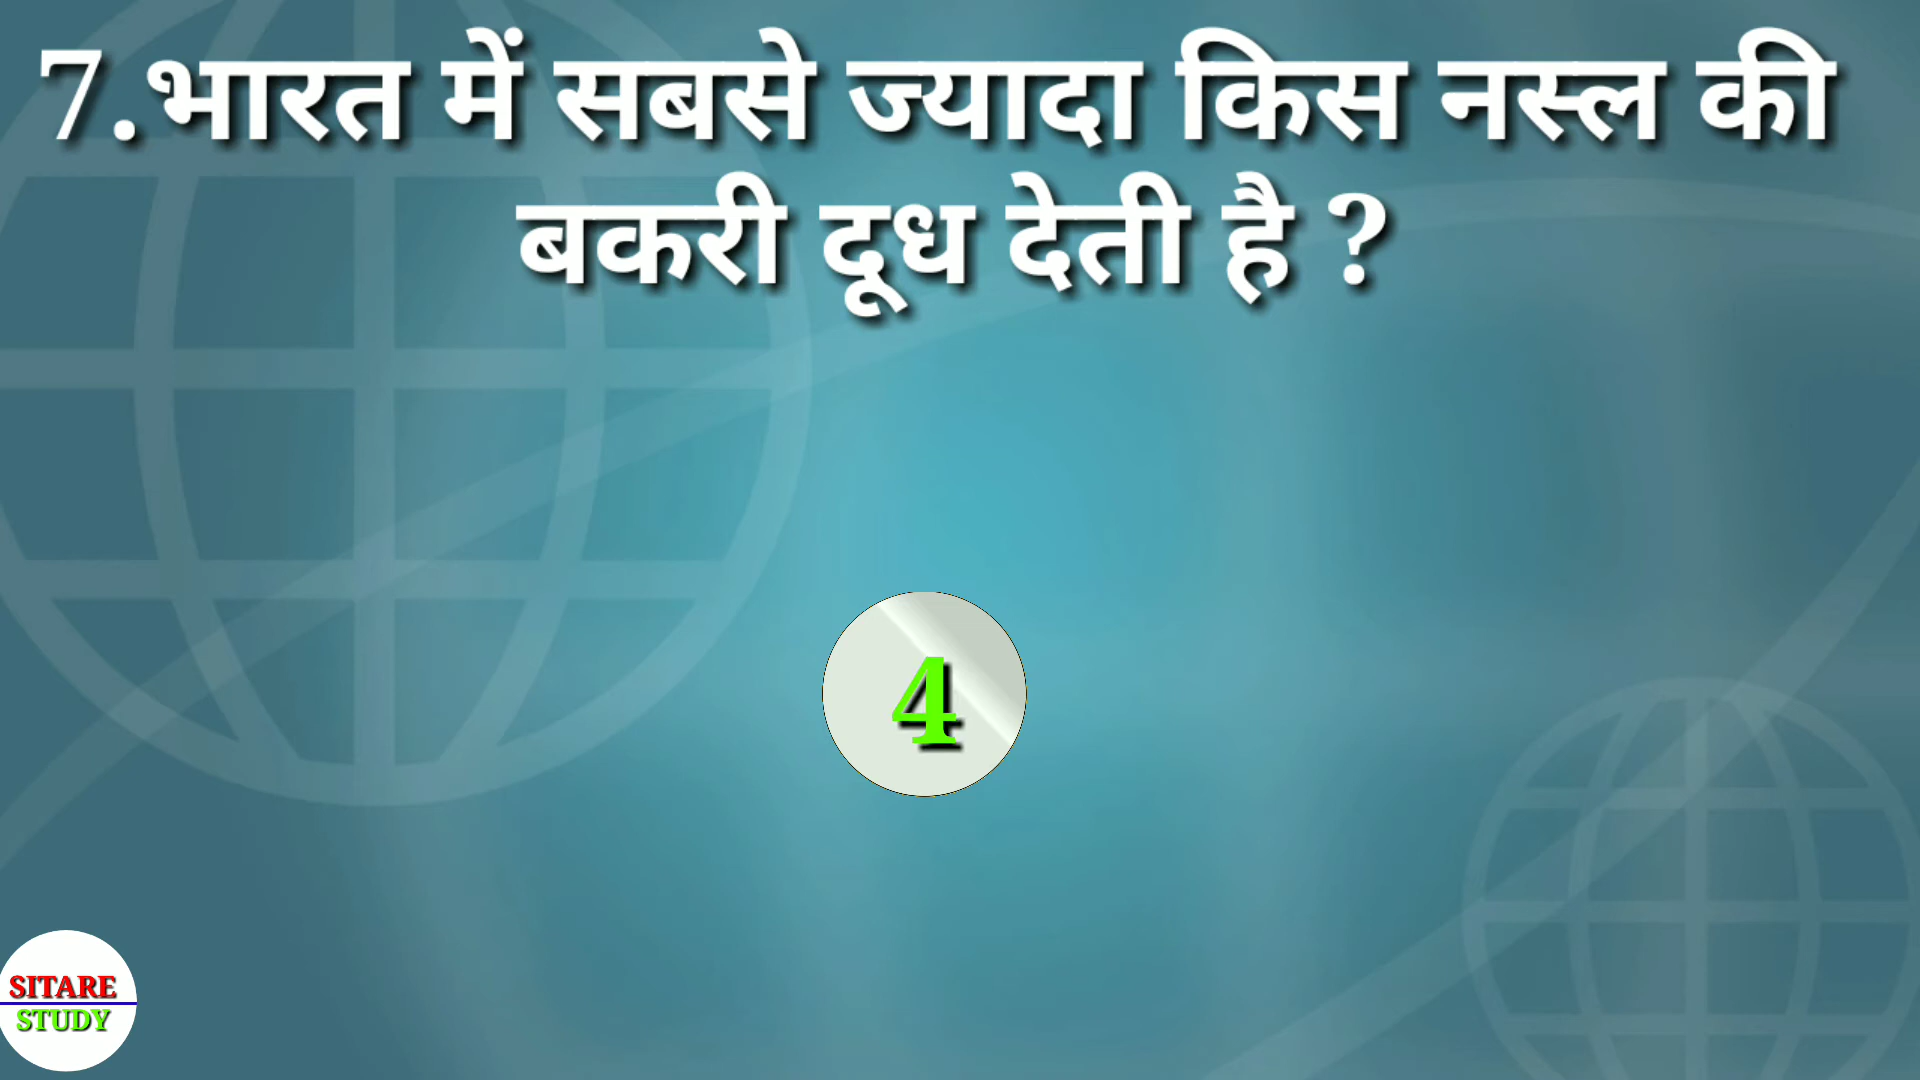 7.भारत में सबसे ज्यादा किस नस्ल की
बकरी दूध देती है ?
4
SITARE
STUDY